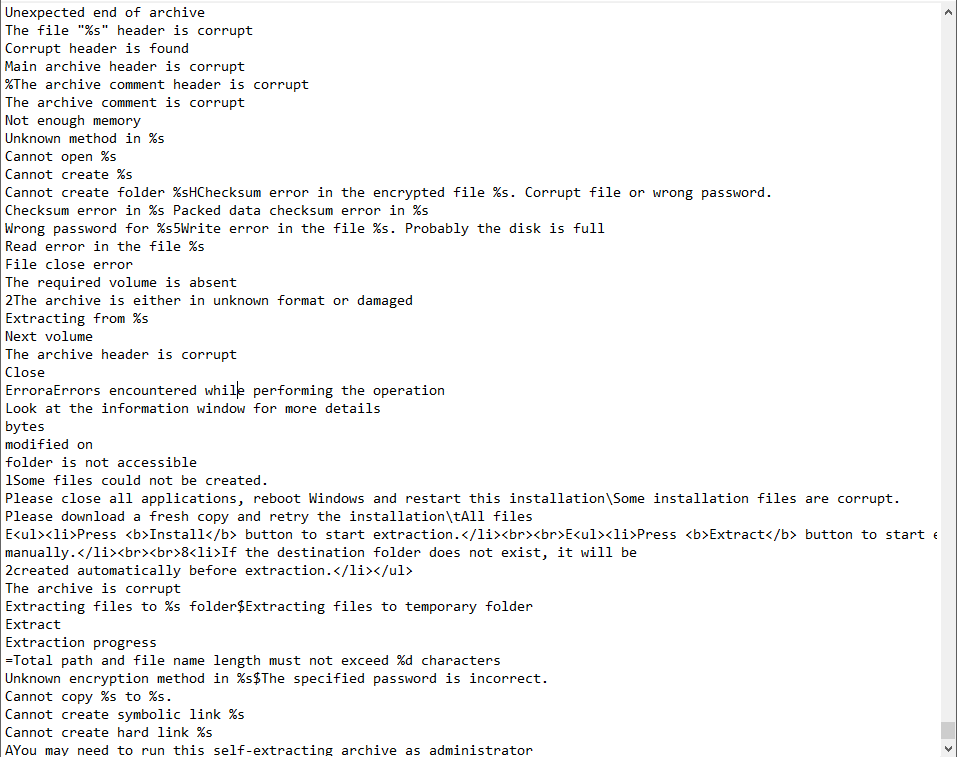 Unexpected end of archive
The file "%s" header is corrupt
Corrupt header is found
Main archive header is corrupt
%The archive comment header is corrupt
The archive comment is corrupt
Not enough memory
Unknown method in %s
Cannot open %s
Cannot create %s
Cannot create folder %sHChecksum error in the encrypted file %s. Corrupt file or wrong password.
Checksum error in %s Packed data checksum error in %s
Wrong password for %s5Write error in the file %s. Probably the disk is full
Read error in the file %s
File close error
The required volume is absent
2The archive is either in unknown format or damaged
Extracting from %s
Next volume
The archive header is corrupt
Close
ErroraErrors encountered while performing the operation
Look at the information window for more details
bytes
modified on
folder is not accessible
lSome files could not be created.
Please close all applications, reboot Windows and restart this installation\Some installation files are corrupt.
Please download a fresh copy and retry the installation\tAll files
E<ul><li>Press <b>Install</b> button to start extraction.</li><br><br>E<ul><li>Press <b>Extract</b> button to start e
manually.</li><br><br>8<li>If the destination folder does not exist, it will be
2created automatically before extraction.</li></ul>
The archive is corrupt
Extracting files to %s folder$Extracting files to temporary folder
Extract
Extraction progress
=Total path and file name length must not exceed %d characters
Unknown encryption method in %s$The specified password is incorrect.
Cannot copy %s to %s.
Cannot create symbolic link %s
Cannot create hard link %s
AYou may need to run this self-extracting archive as administrator